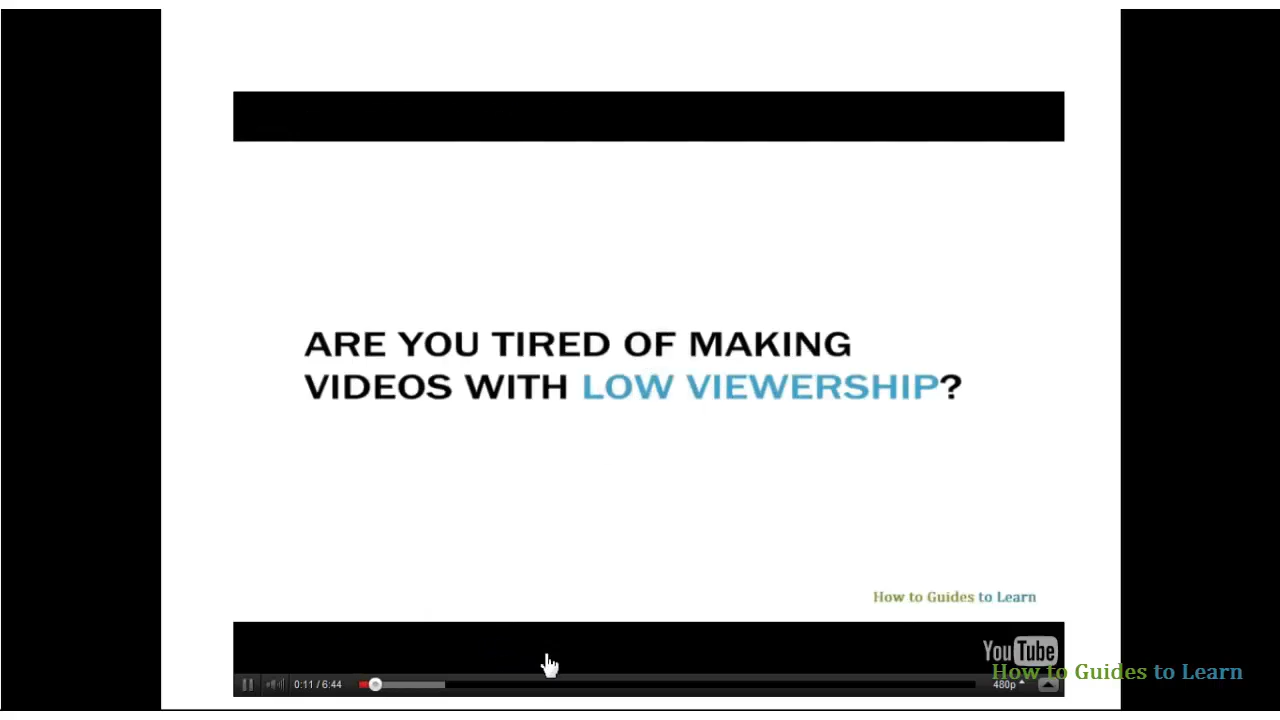 ARE YOU TIRED OF MAKING
VIDEOS WITH LOW VIEWERSHIP?
How to Guides to Learn
YouTube
How to Guides to Learn
0:11 / 6:44
480p